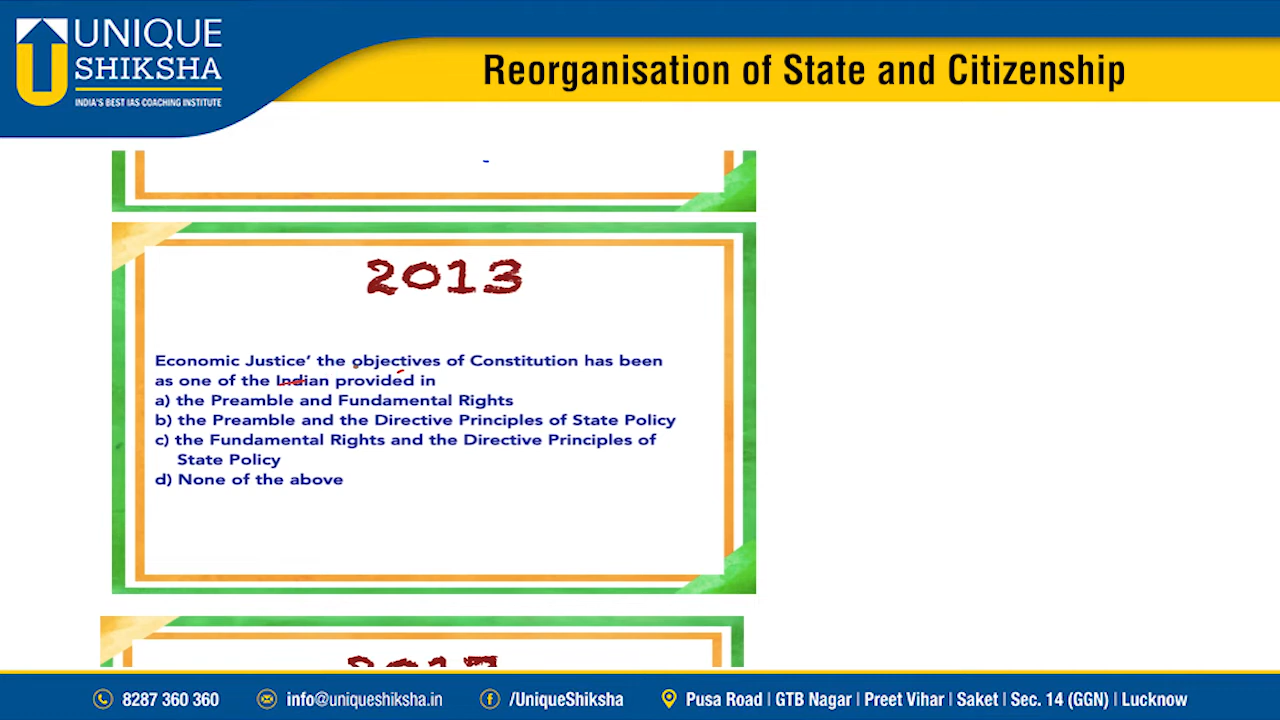 UNIQUE
SHIKSHA
INDIA'S BEST IAS COACHING INSTITUTE
Reorganisation of State and Citizenship
2013
Economic Justice’ the objectives of Constitution has been
as one of the Indian provided in
a) the Preamble and Fundamental Rights
b) the Preamble and the Directive Principles of State Policy
c) the Fundamental Rights and the Directive Principles of
State Policy
d) None of the above
8287 360 360 info@uniqueshiksha.in /UniqueShiksha Pusa Road | GTB Nagar | Preet Vihar | Saket | Sec. 14 (GGN) | Lucknow